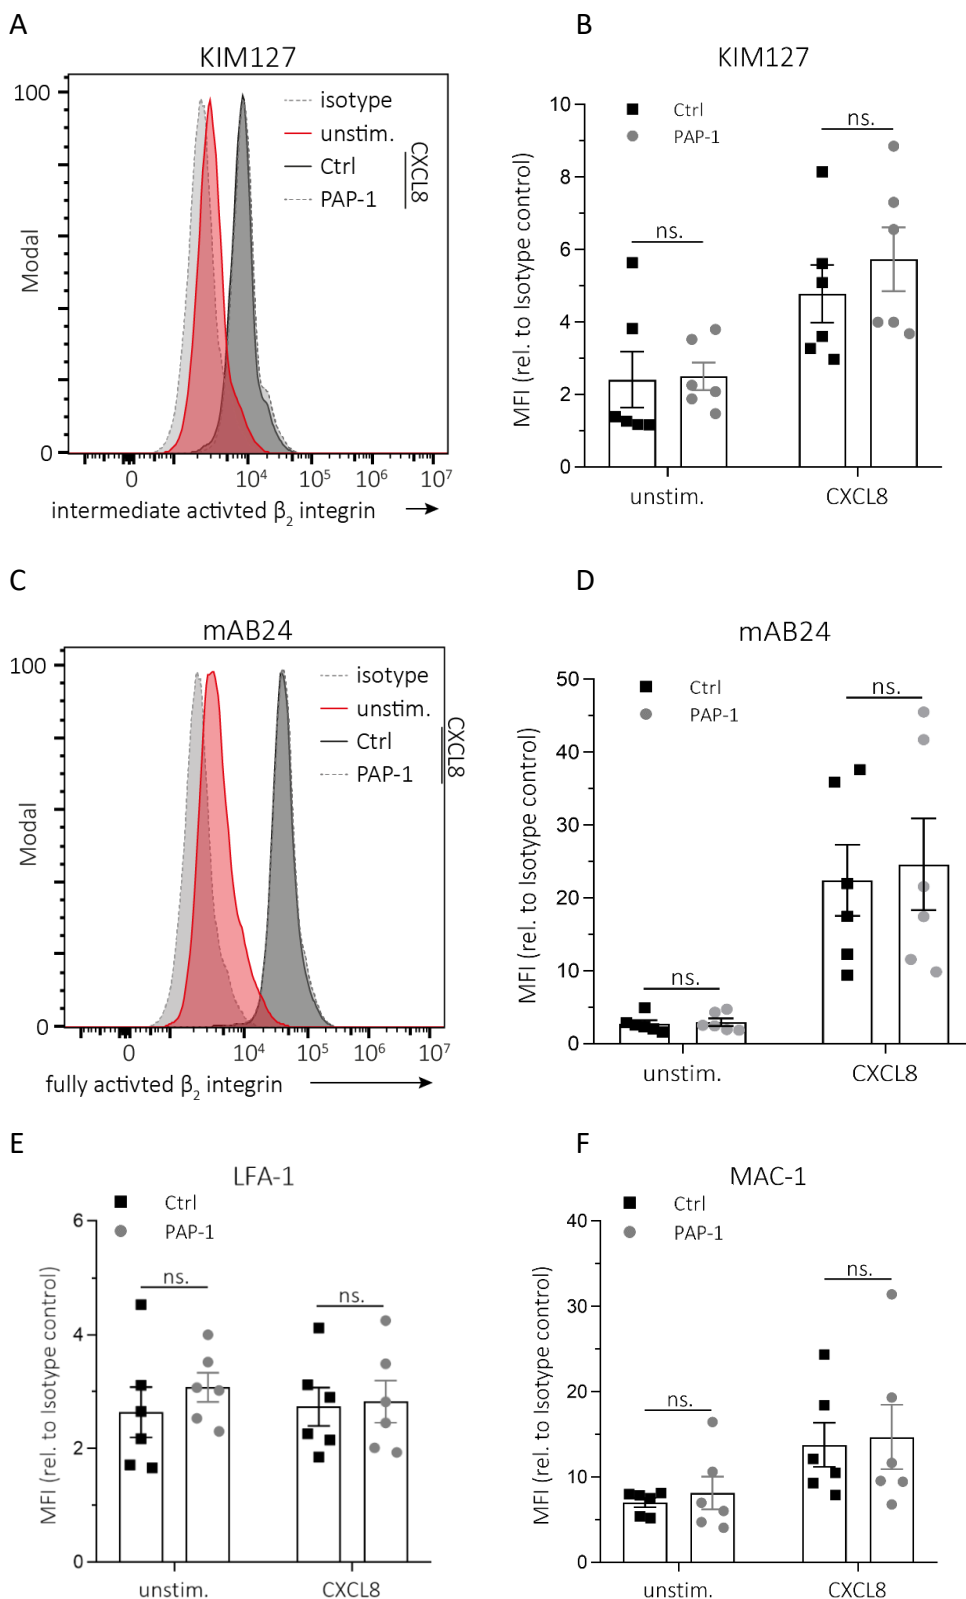 A
KIM127
100
0
Modal
isotype
unstim.
Ctrl
PAP-1
CXCL8
0 10⁴ 10⁵ 10⁶ 10⁷
intermediate activted β₂ integrin
B
KIM127
Ctrl
PAP-1
ns.
ns.
MFI (rel. to Isotype control)
10
8
6
4
2
0
unstim. CXCL8
C
mAB24
100
0
Modal
isotype
unstim.
Ctrl
PAP-1
CXCL8
0 10⁴ 10⁵ 10⁶ 10⁷
fully activted β₂ integrin
D
mAB24
Ctrl
PAP-1
ns.
ns.
MFI (rel. to Isotype control)
50
40
30
20
10
0
unstim. CXCL8
E
LFA-1
Ctrl
PAP-1
ns.
ns.
MFI (rel. to Isotype control)
6
4
2
0
unstim. CXCL8
F
MAC-1
Ctrl
PAP-1
ns.
ns.
MFI (rel. to Isotype control)
40
30
20
10
0
unstim. CXCL8